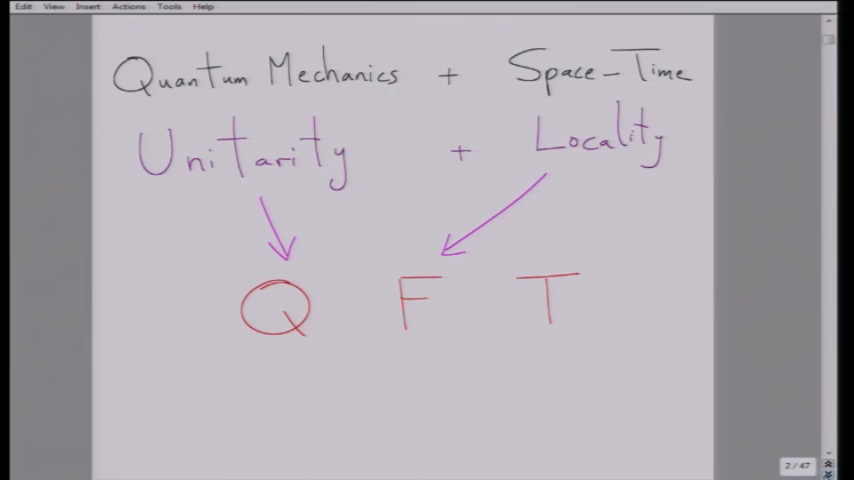 Edit View Insert Actions Tools Help
Quantum Mechanics + Space-Time
Unitarity + Locality
Q F T
2 / 47